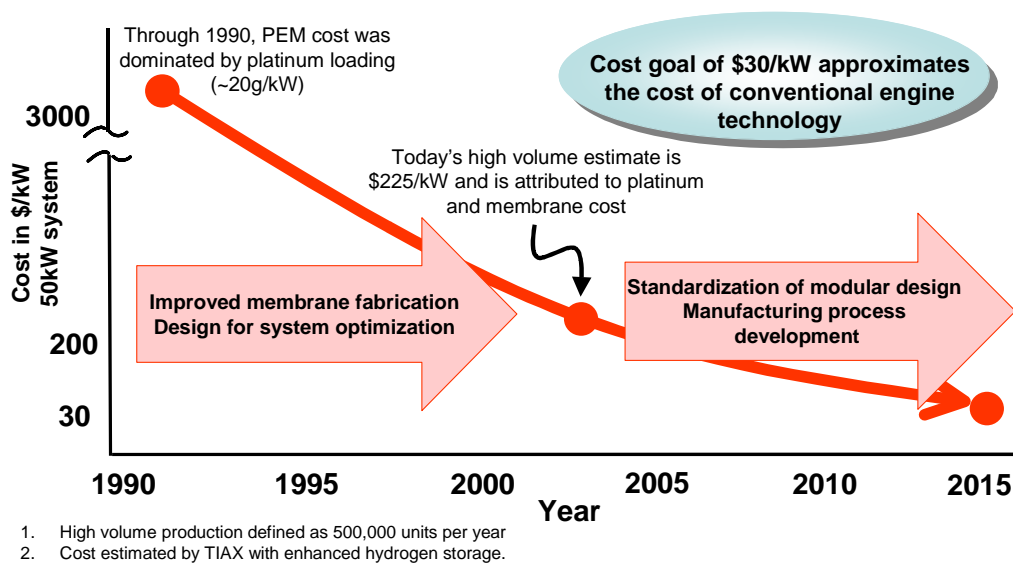 Through 1990, PEM cost was
dominated by platinum loading
(~20g/kW)
Cost goal of $30/kW approximates
the cost of conventional engine
technology
3000
Today's high volume estimate is
$225/kW and is attributed to platinum
and membrane cost
Cost in $/kW
50kW system
Improved membrane fabrication
Design for system optimization
Standardization of modular design
Manufacturing process
development
200
30
1990
1995
2000
2005
2010
2015
Year
1. High volume production defined as 500,000 units per year
2. Cost estimated by TIAX with enhanced hydrogen storage.